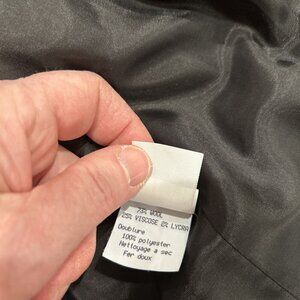 73% WOOL
25% VISCOSE 2% LYCRA
Doublure
100% polyester
Nettoyage a sec
Fer doux